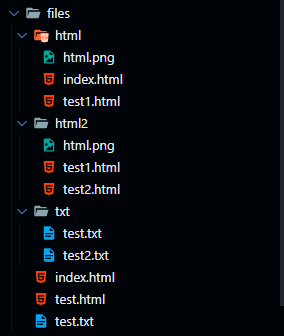 files
html
html.png
index.html
test1.html
html2
html.png
test1.html
test2.html
txt
test.txt
test2.txt
index.html
test.html
test.txt